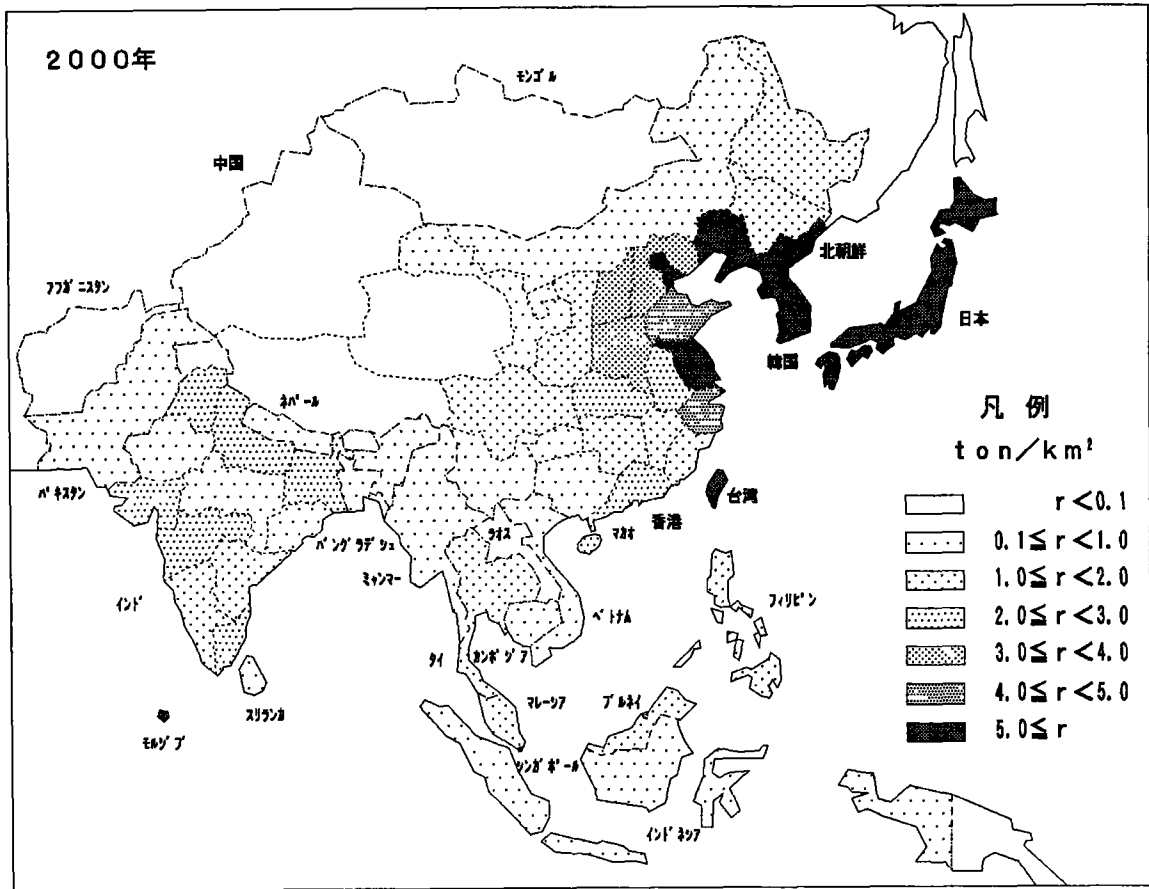 2000年
モンゴル
中国
北朝鮮
アフガニスタン
日本
韓国
ネパール
凡 例
ton/km²
パキスタン
台湾
r<0.1
香港
マカオ
ラオス
0.1≦r<1.0
バングラデシュ
ミャンマー
1.0≦r<2.0
フィリピン
インド
ベトナム
2.0≦r<3.0
タイ
カンボジア
3.0≦r<4.0
スリランカ
マレーシア
ブルネイ
4.0≦r<5.0
モルジブ
5.0≦r
シンガポール
インドネシア